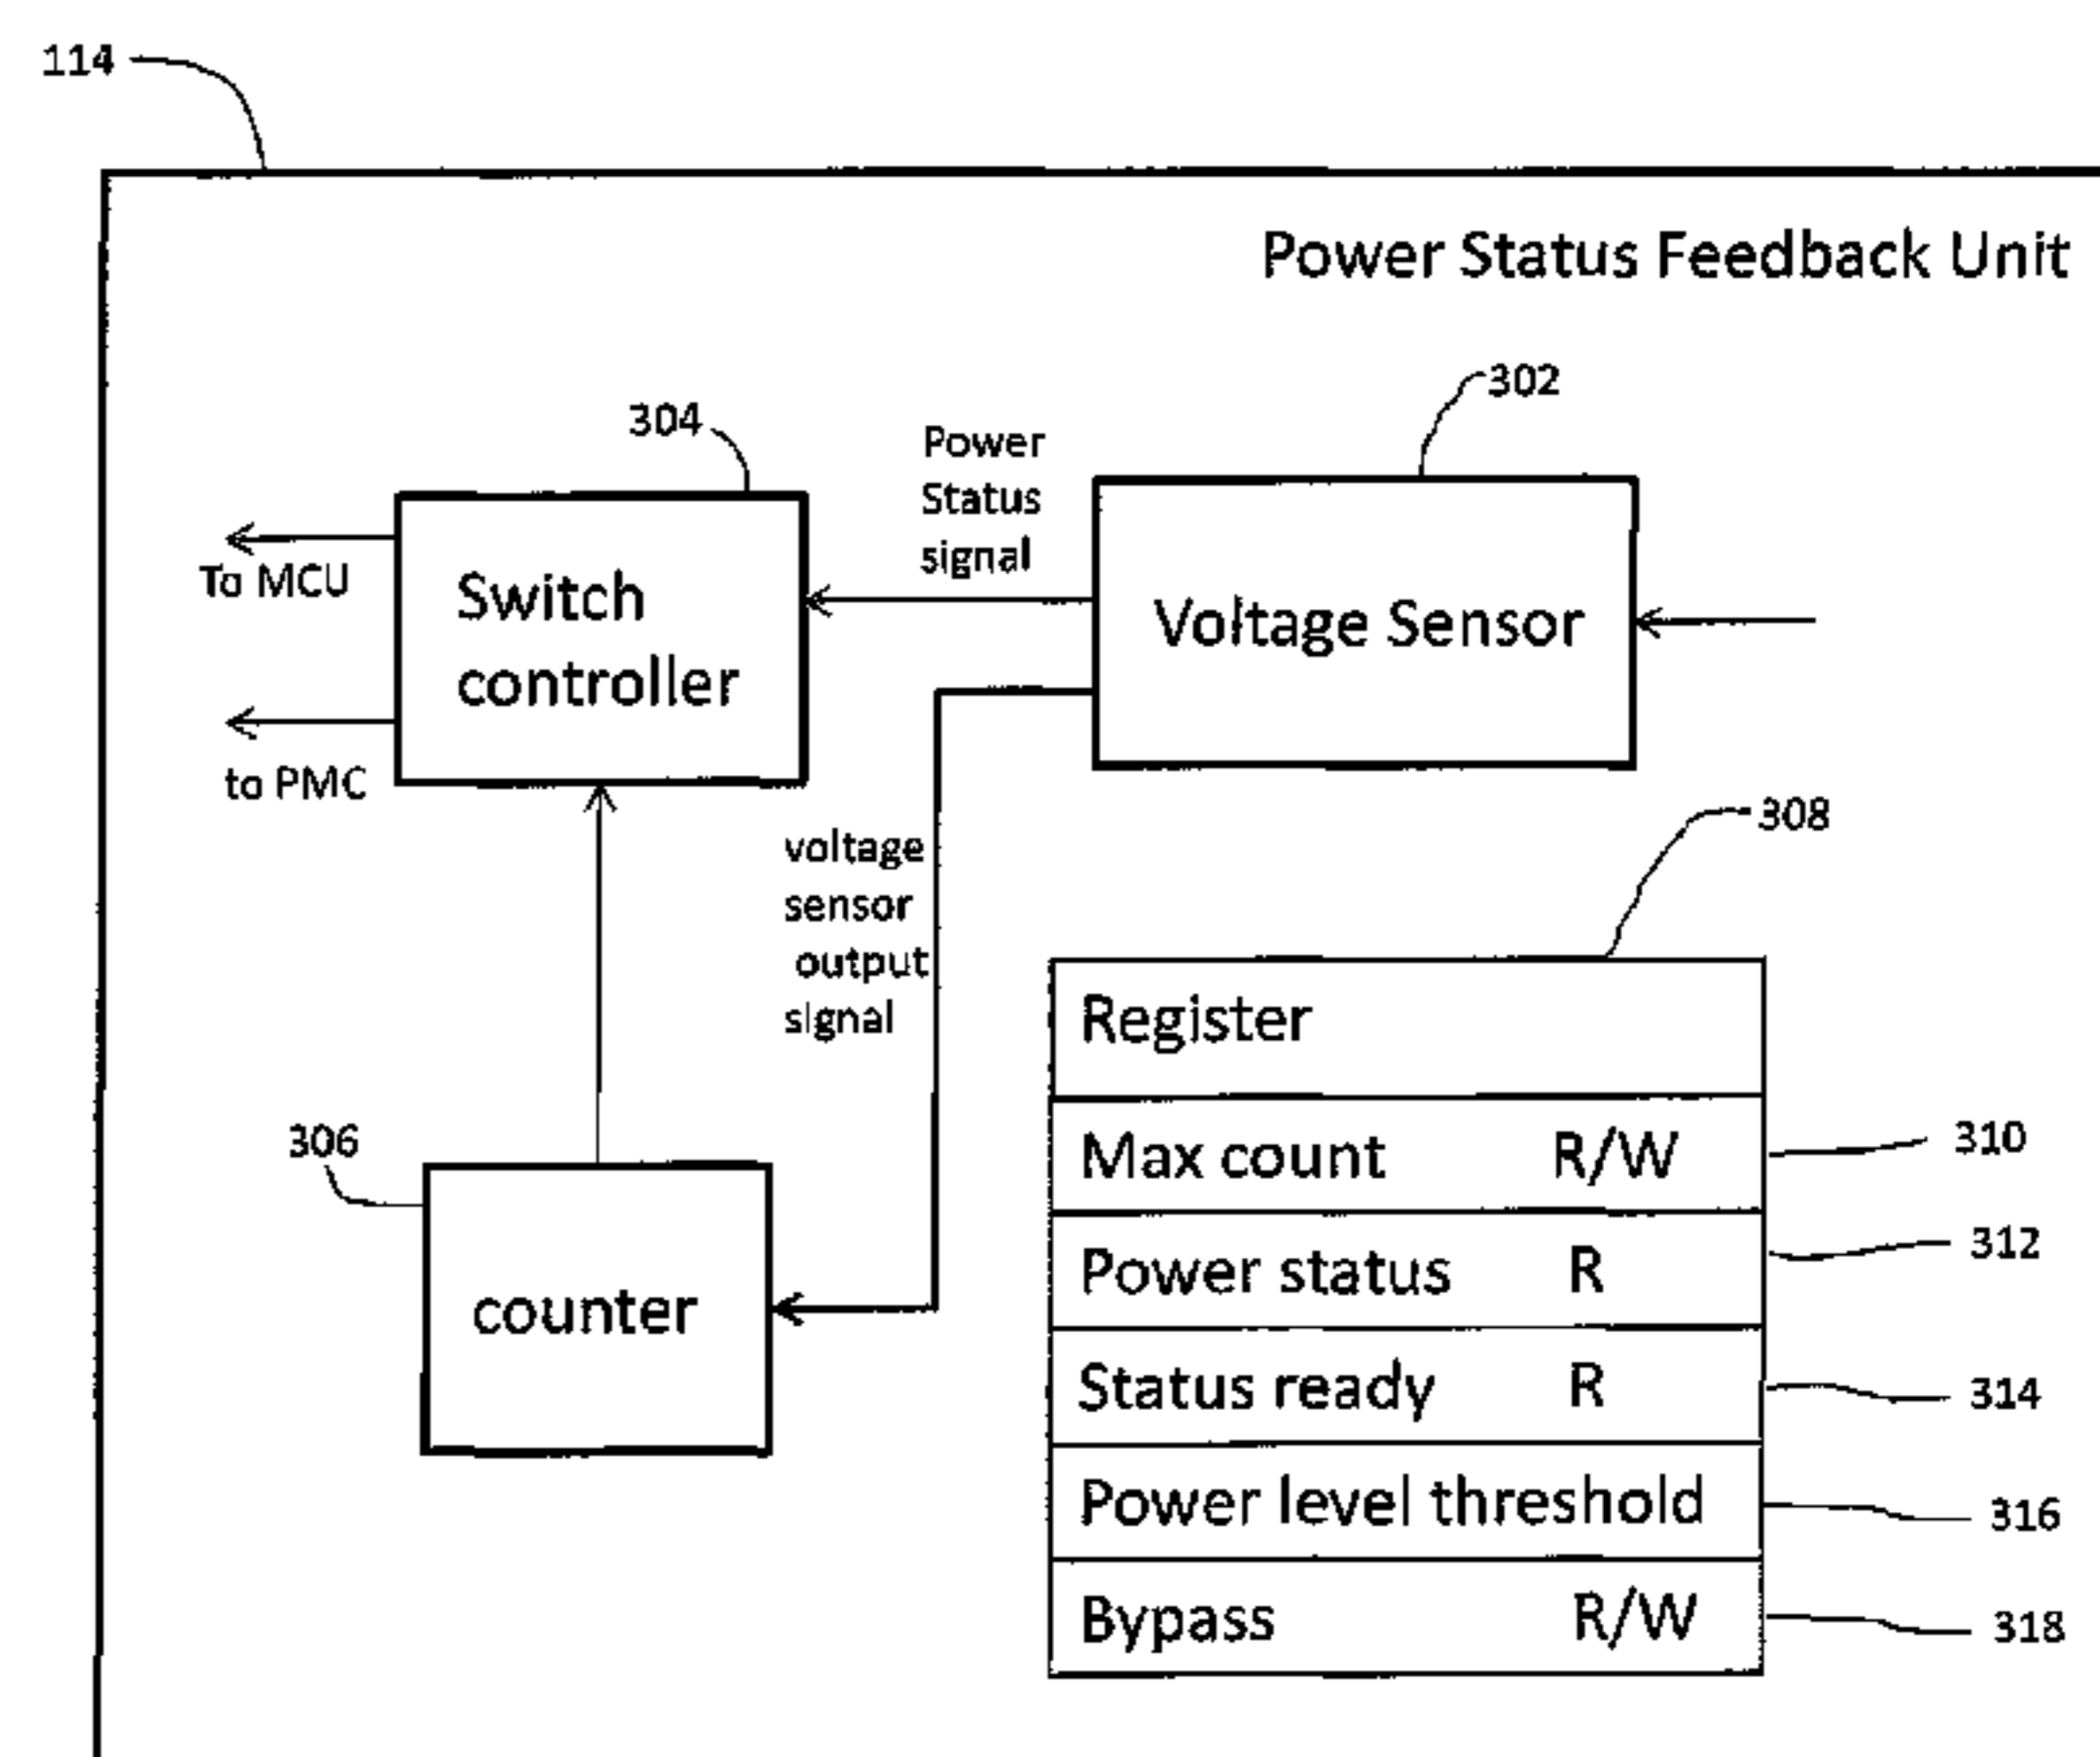 114
Power Status Feedback Unit
302
304
Power
Status
signal
To MCU
Switch
controller
Voltage Sensor
to PMC
308
voltage
sensor
output
signal
Register
306
Max count R/W
310
Power status R
312
counter
Status ready R
314
Power level threshold
316
Bypass R/W
318